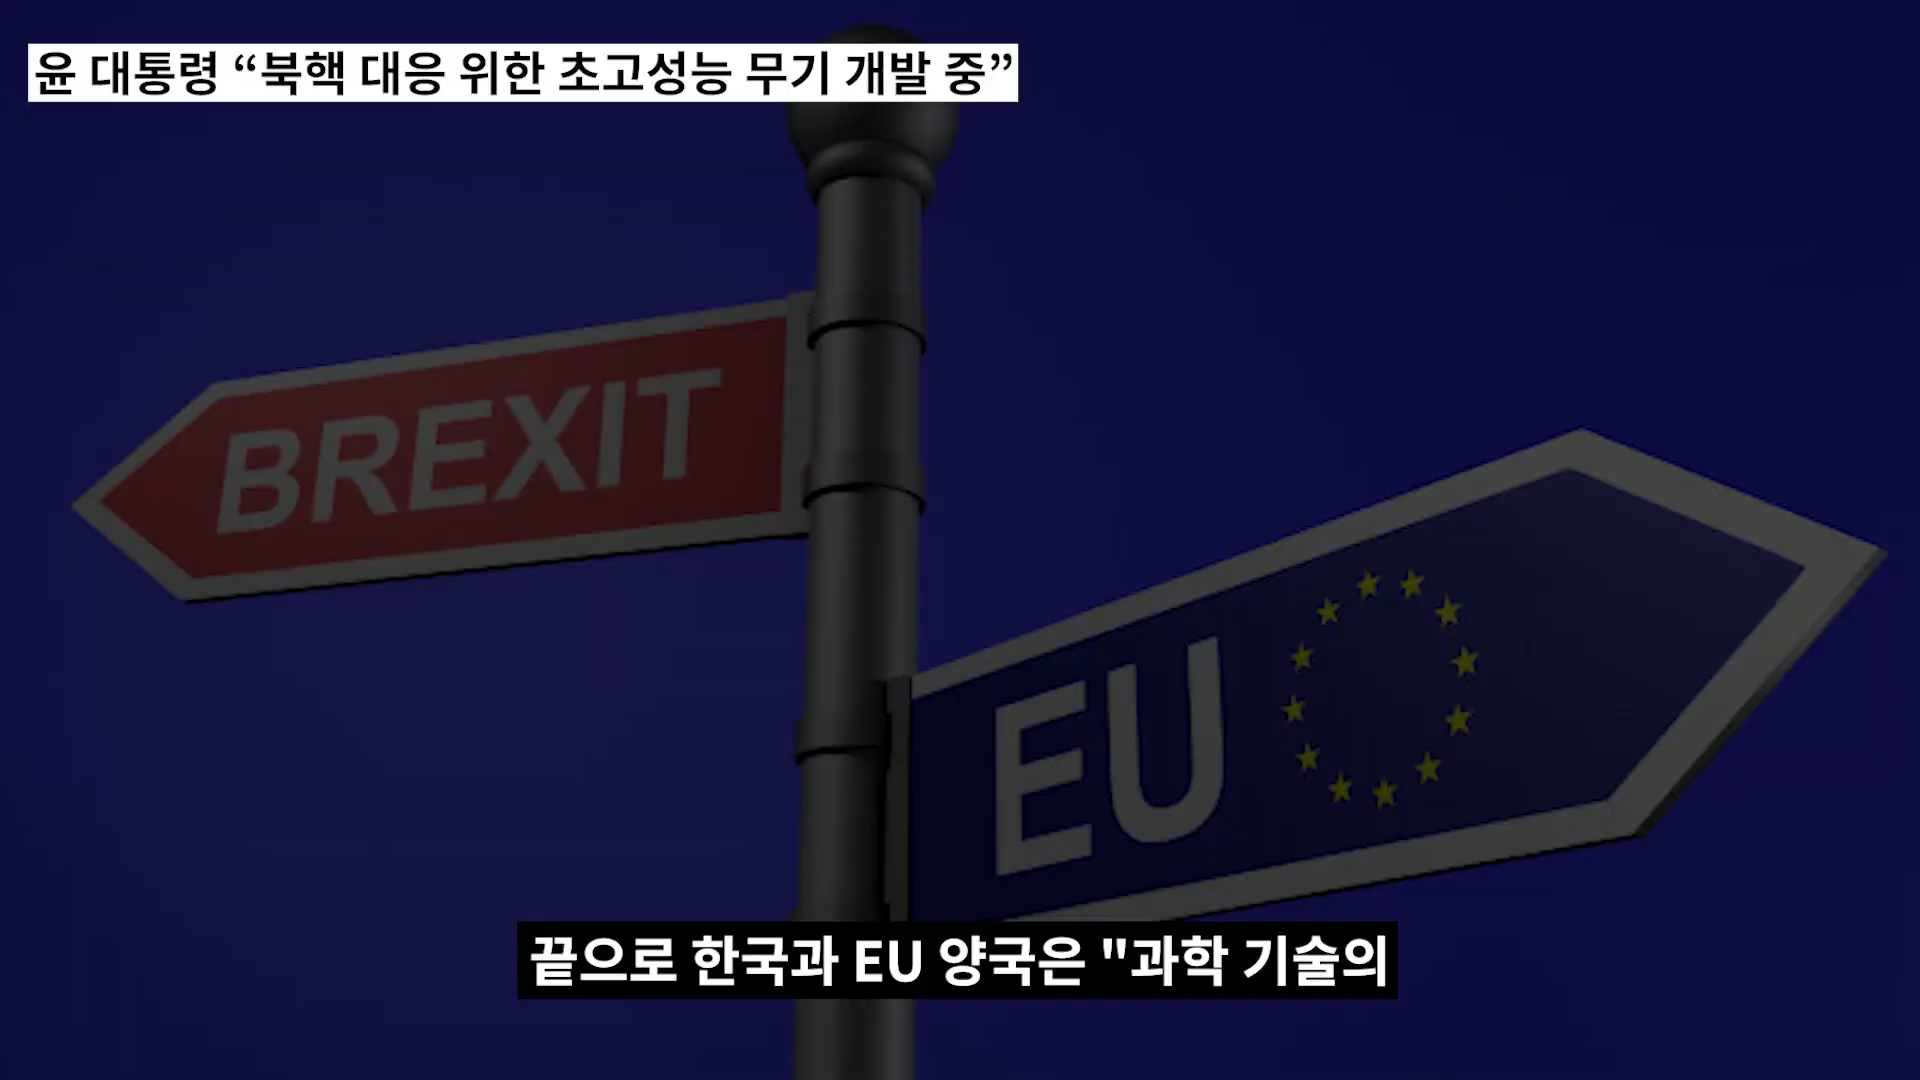 윤 대통령 “북핵 대응 위한 초고성능 무기 개발 중”
BREXIT
EU
끝으로 한국과 EU 양국은 "과학 기술의